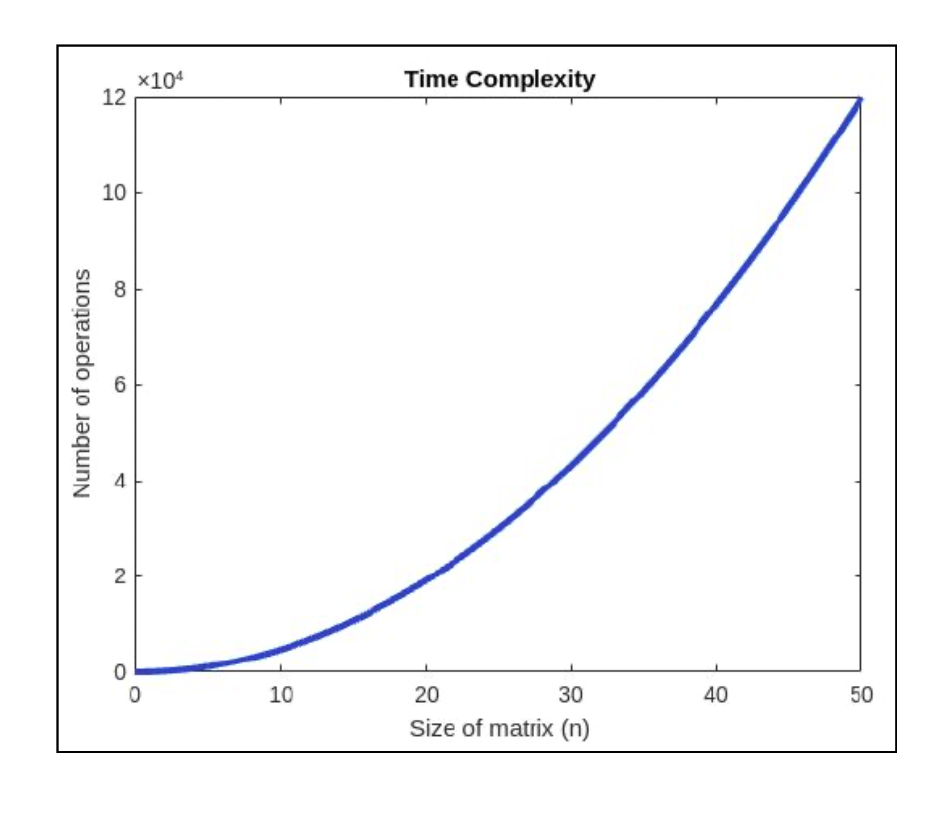 Time Complexity
×10⁴
12
10
8
6
4
2
0
0 10 20 30 40 50
Number of operations
Size of matrix (n)